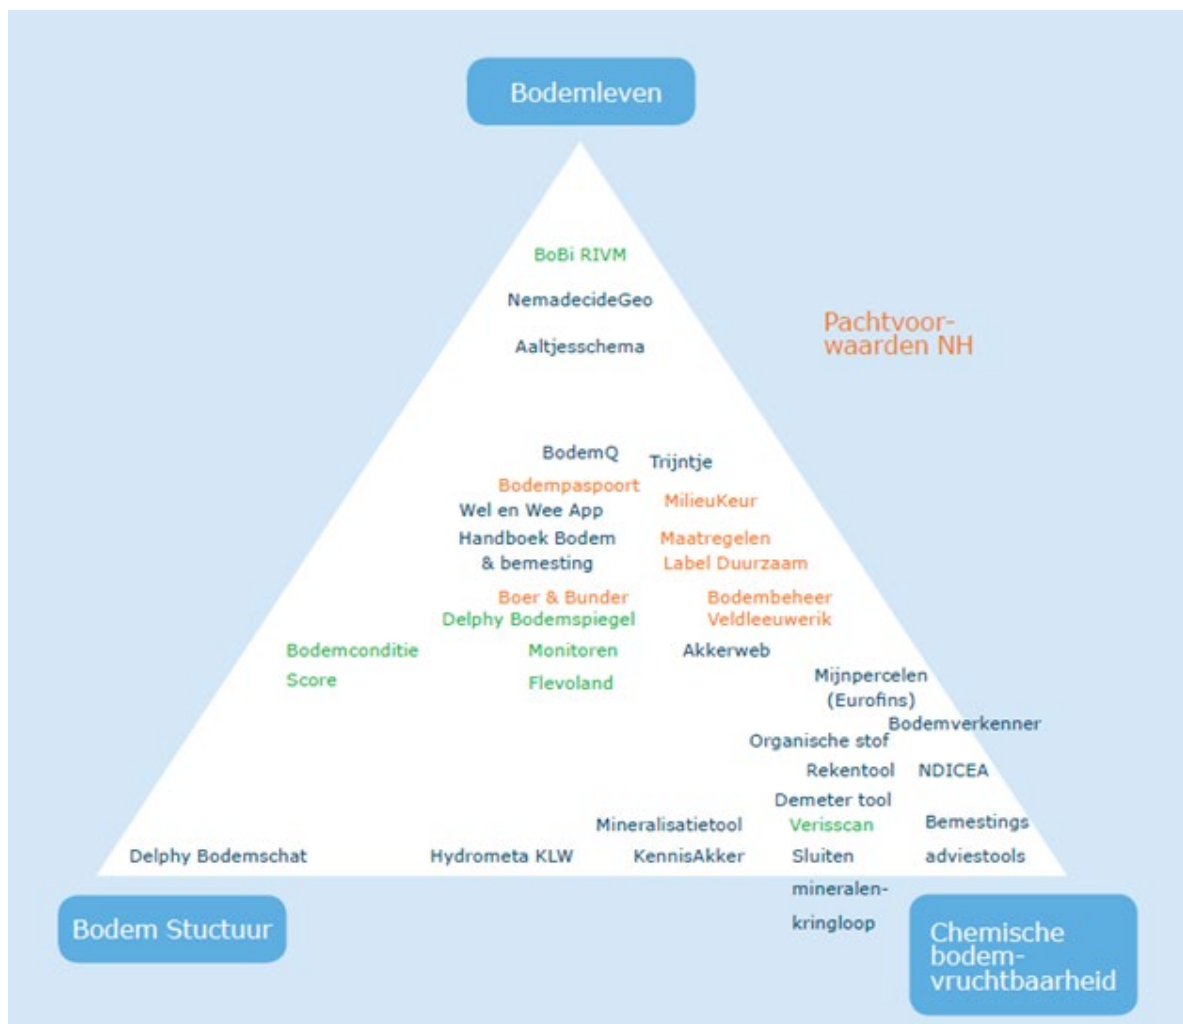 Bodemleven
BoBi RIVM
NemadecideGeo
Pachtvoor-
waarden NH
Aaltjesschema
BodemQ
Trijntje
Bodempaspoort
MilieuKeur
Wel en Wee App
Handboek Bodem
& bemesting
Maatregelen
Label Duurzaam
Boer & Bunder
Bodembeheer
Veldleeuwerik
Delphy Bodemspiegel
Bodemconditie
Score
Monitoren
Flevoland
Akkerweb
Mijnpercelen
(Eurofins)
Bodemverkenner
Organische stof
Rekentool
NDICEA
Demeter tool
Mineralisatietool
Verisscan
Bemestings
adviestools
Delphy Bodemschat
Hydrometa KLW
KennisAkker
Sluiten
mineralen-
kringloop
Bodem Stuctuur
Chemische
bodem-
vruchtbaarheid